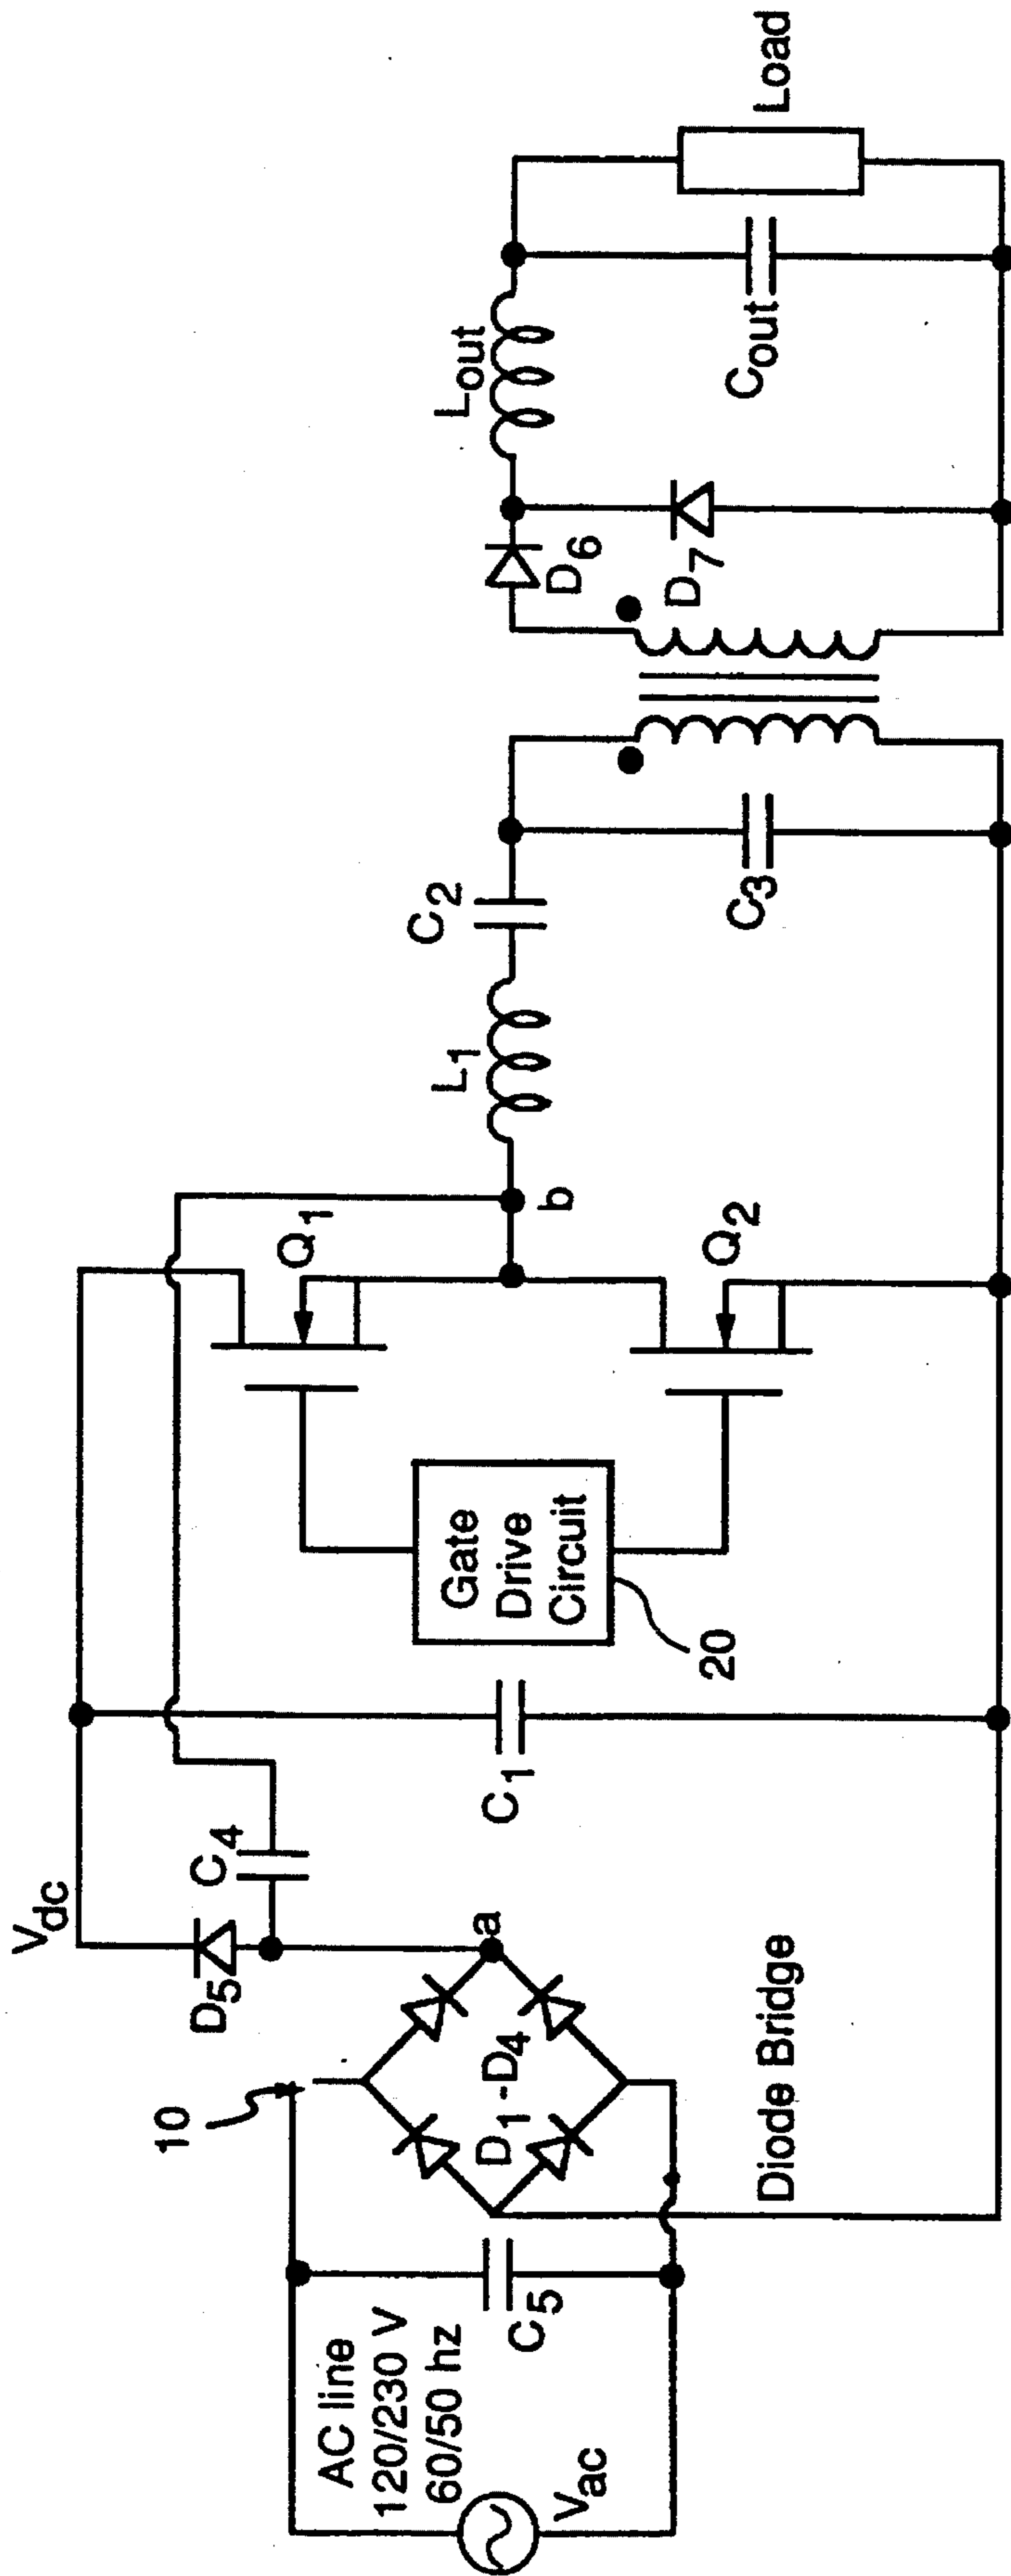 AC line
120/230 V
60/50 hz
Vac
C5
10
D1 - D4
Diode Bridge
a
D5
Vdc
C4
C1
Gate
Drive
Circuit
20
Q1
Q2
b
L1
C2
C3
D6
D7
Lout
Cout
Load